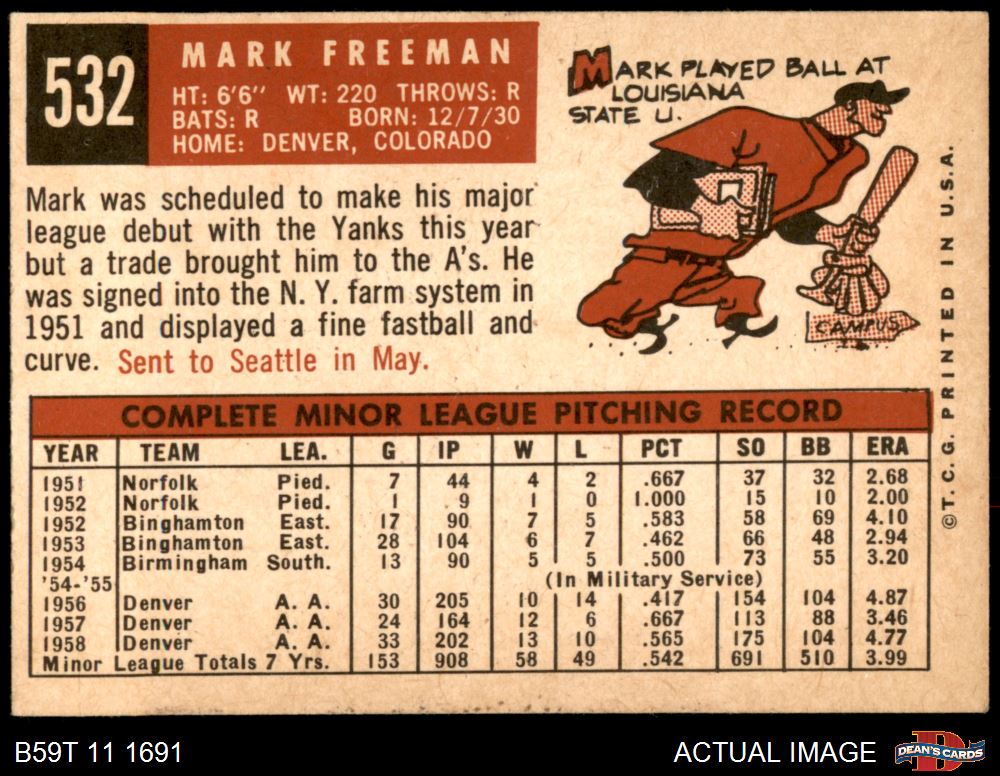 532
MARK FREEMAN
HT: 6'6" WT: 220 THROWS: R
BATS: R BORN: 12/7/30
HOME: DENVER, COLORADO
MARK PLAYED BALL AT
LOUISIANA
STATE U.
CAMPUS
Mark was scheduled to make his major
league debut with the Yanks this year
but a trade brought him to the A's. He
was signed into the N. Y. farm system in
1951 and displayed a fine fastball and
curve. Sent to Seattle in May.
COMPLETE MINOR LEAGUE PITCHING RECORD
YEAR TEAM LEA. G IP W L PCT SO BB ERA
1951 Norfolk Pied. 7 44 4 2 .667 37 32 2.68
1952 Norfolk Pied. 1 9 1 0 1.000 15 10 2.00
1952 Binghamton East. 17 90 7 5 .583 58 69 4.10
1953 Binghamton East. 28 104 6 7 .462 66 48 2.94
1954 Birmingham South. 13 90 5 5 .500 73 55 3.20
'54-'55 (In Military Service)
1956 Denver A. A. 30 205 10 14 .417 154 104 4.87
1957 Denver A. A. 24 164 12 6 .667 113 88 3.46
1958 Denver A. A. 33 202 13 10 .565 175 104 4.77
Minor League Totals 7 Yrs. 153 908 58 49 .542 691 510 3.99
©T. C. G. PRINTED IN U.S.A.
B59T 11 1691
ACTUAL IMAGE
DEAN'S CARDS